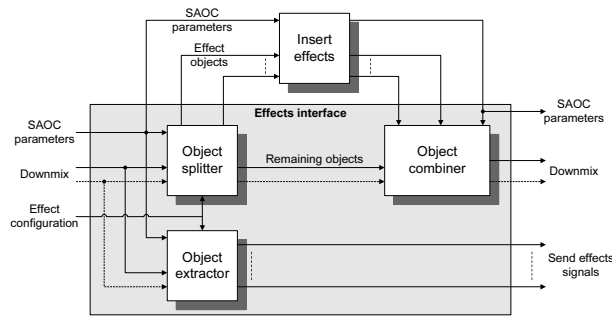 SAOC
parameters
Effect
objects
Insert
effects
Effects interface
SAOC
parameters
SAOC
parameters
Object
splitter
Remaining objects
Object
combiner
Downmix
Downmix
Effect
configuration
Object
extractor
Send effects
signals